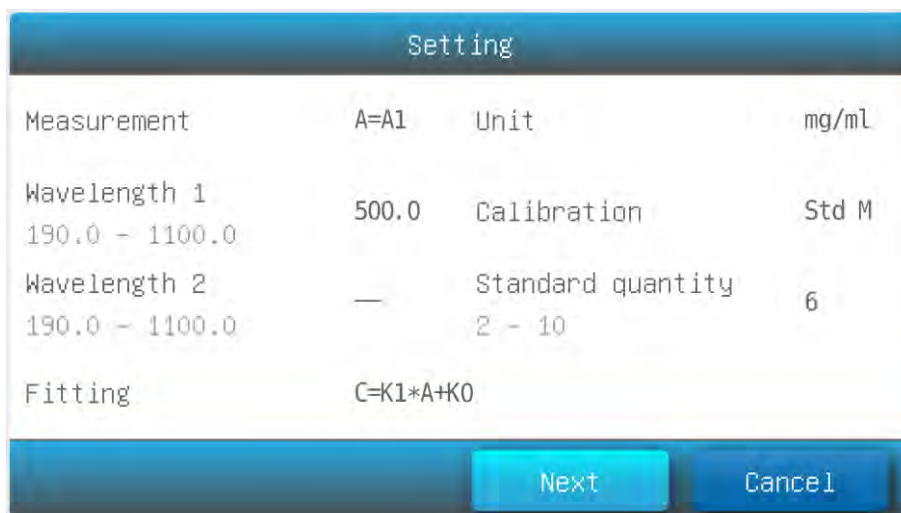 Setting
Measurement A=A1 Unit mg/ml
Wavelength 1 500.0 Calibration Std M
190.0 - 1100.0
Wavelength 2 — Standard quantity 6
190.0 - 1100.0 2 - 10
Fitting C=K1*A+K0
Next Cancel